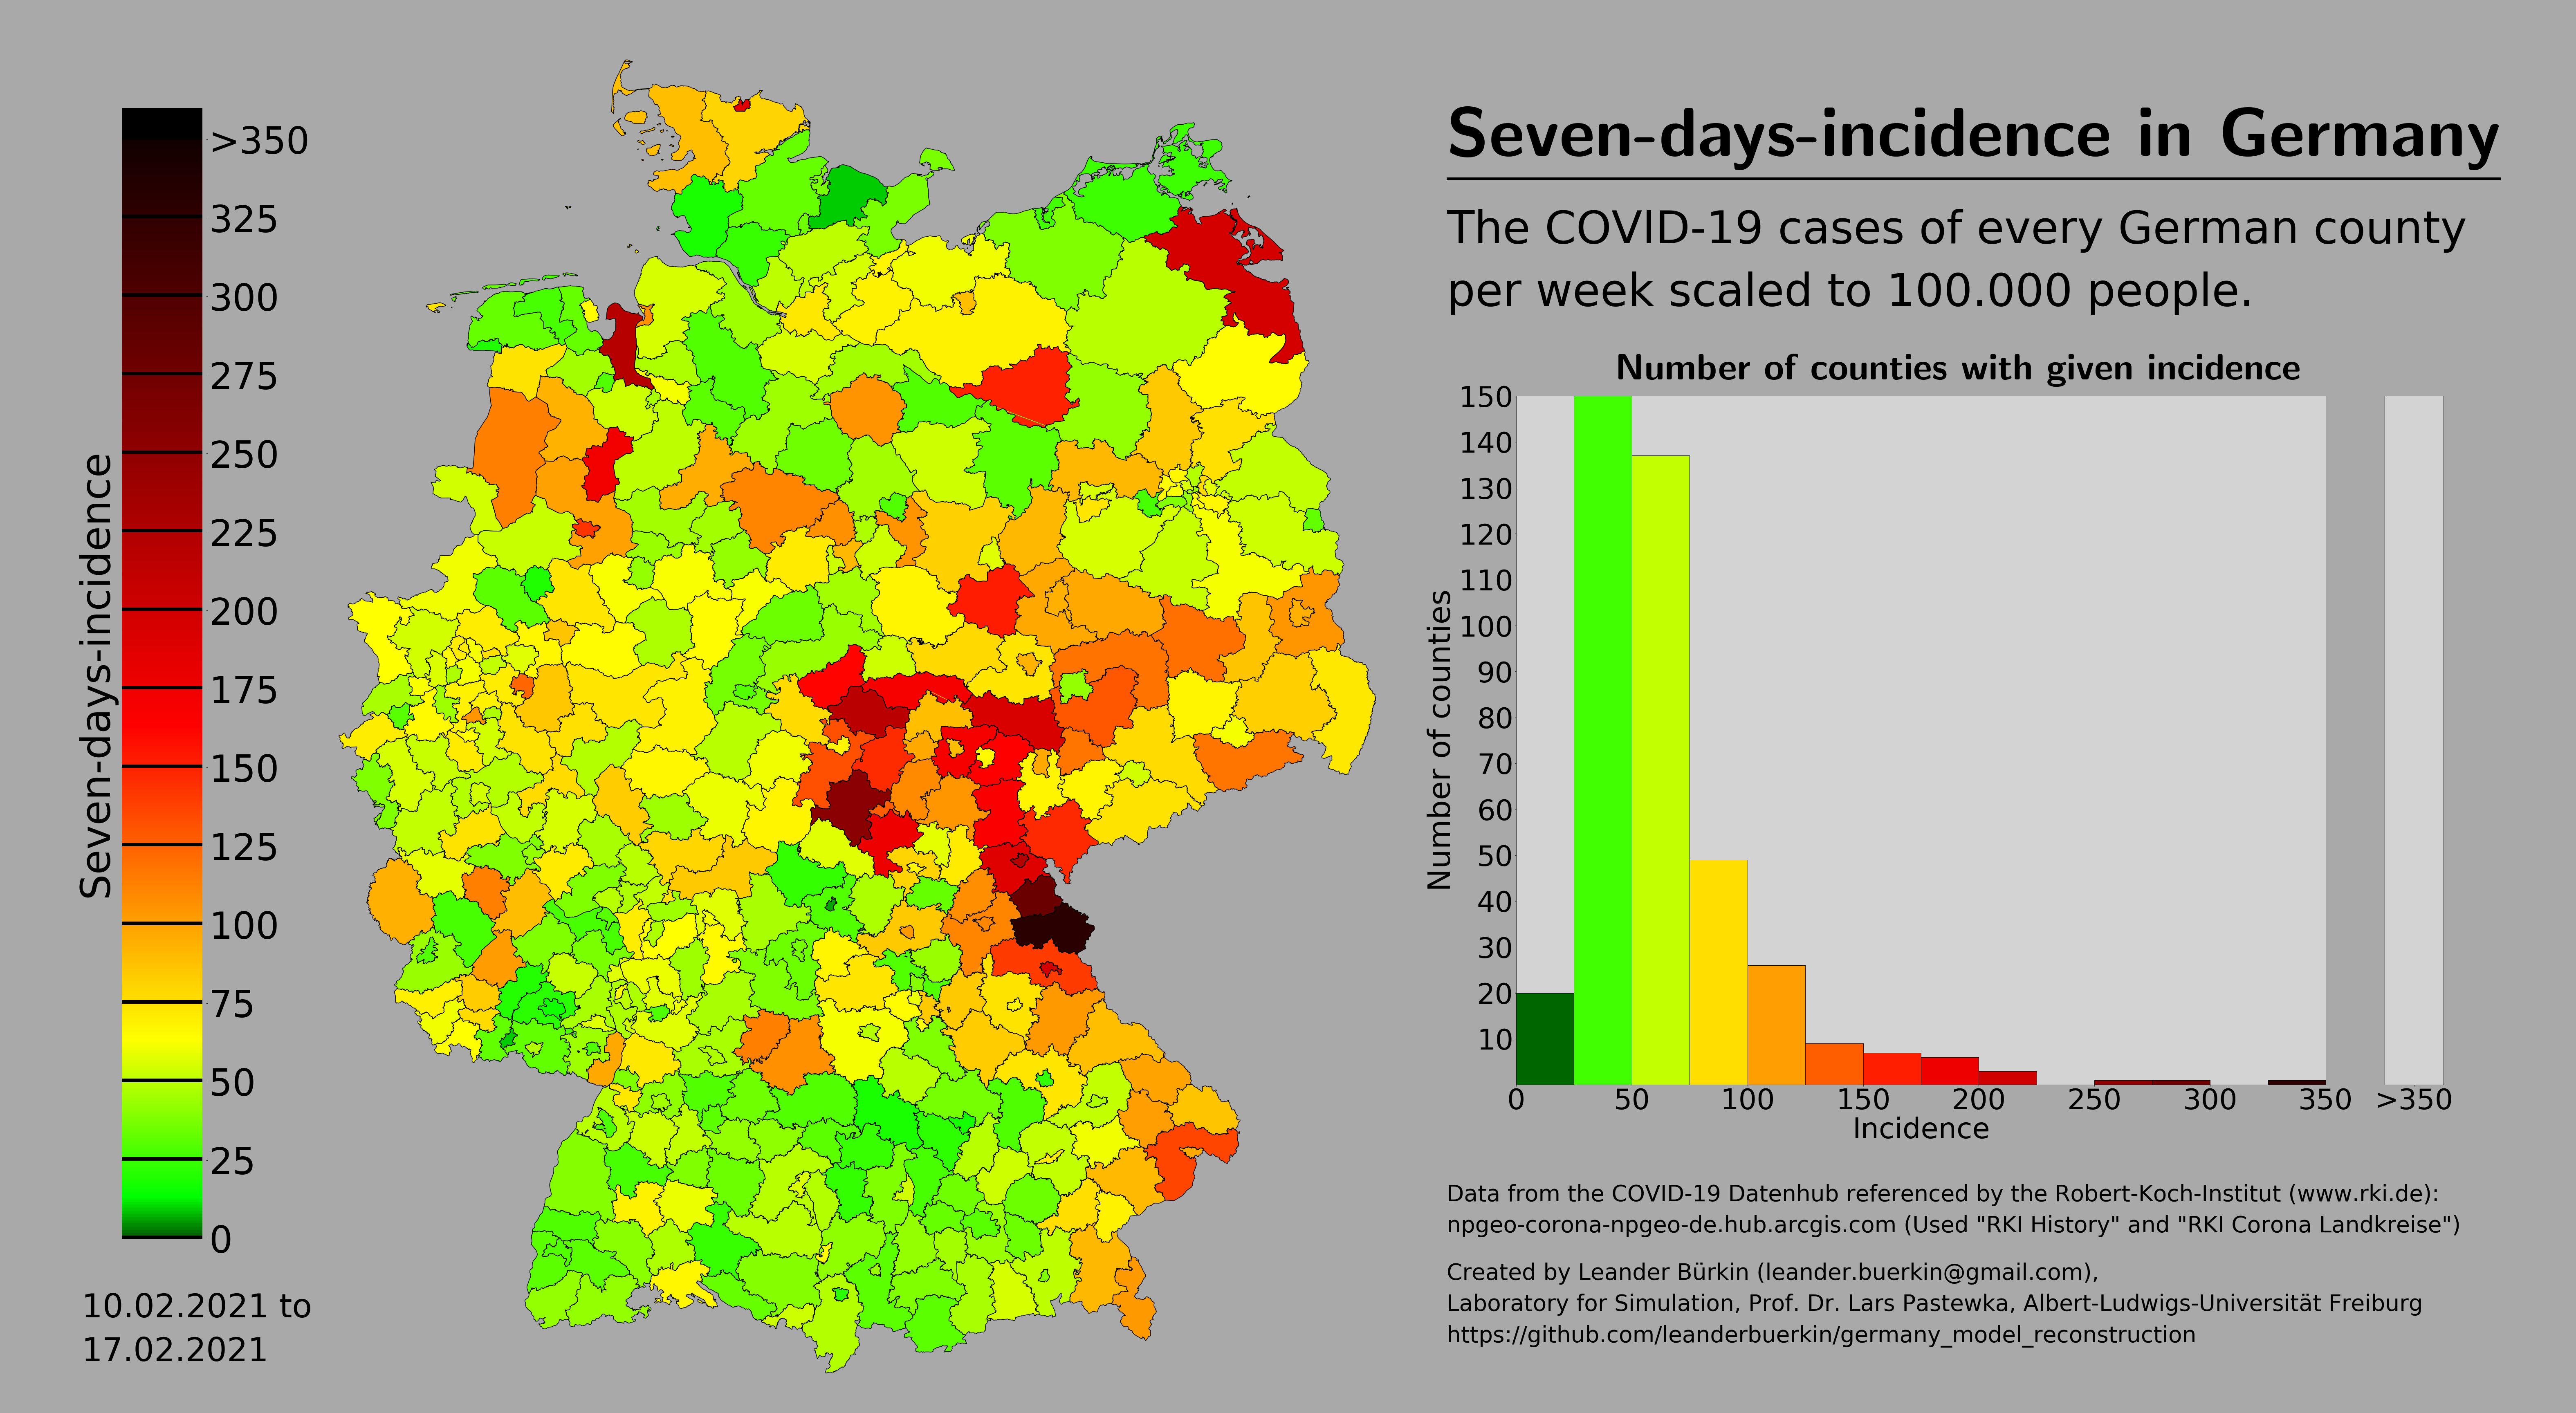 Seven-days-incidence in Germany
The COVID-19 cases of every German county
per week scaled to 100.000 people.
Seven-days-incidence
>350
325
300
275
250
225
200
175
150
125
100
75
50
25
0
10.02.2021 to
17.02.2021
Number of counties with given incidence
Number of counties
150
140
130
120
110
100
90
80
70
60
50
40
30
20
10
0 50 100 150 200 250 300 350 >350
Incidence
Data from the COVID-19 Datenhub referenced by the Robert-Koch-Institut (www.rki.de):
npgeo-corona-npgeo-de.hub.arcgis.com (Used "RKI History" and "RKI Corona Landkreise")
Created by Leander Bürkin (leander.buerkin@gmail.com),
Laboratory for Simulation, Prof. Dr. Lars Pastewka, Albert-Ludwigs-Universität Freiburg
https://github.com/leanderbuerkin/germany_model_reconstruction